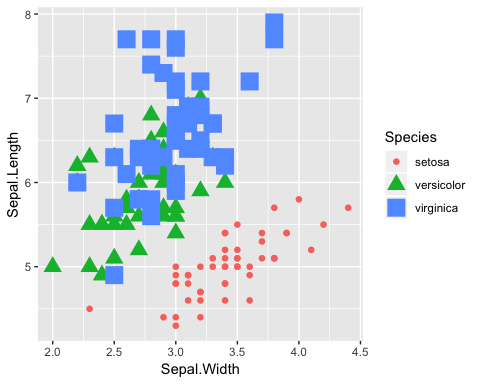 8
7
6
5
Sepal.Length
2.0 2.5 3.0 3.5 4.0 4.5
Sepal.Width
Species
setosa
versicolor
virginica